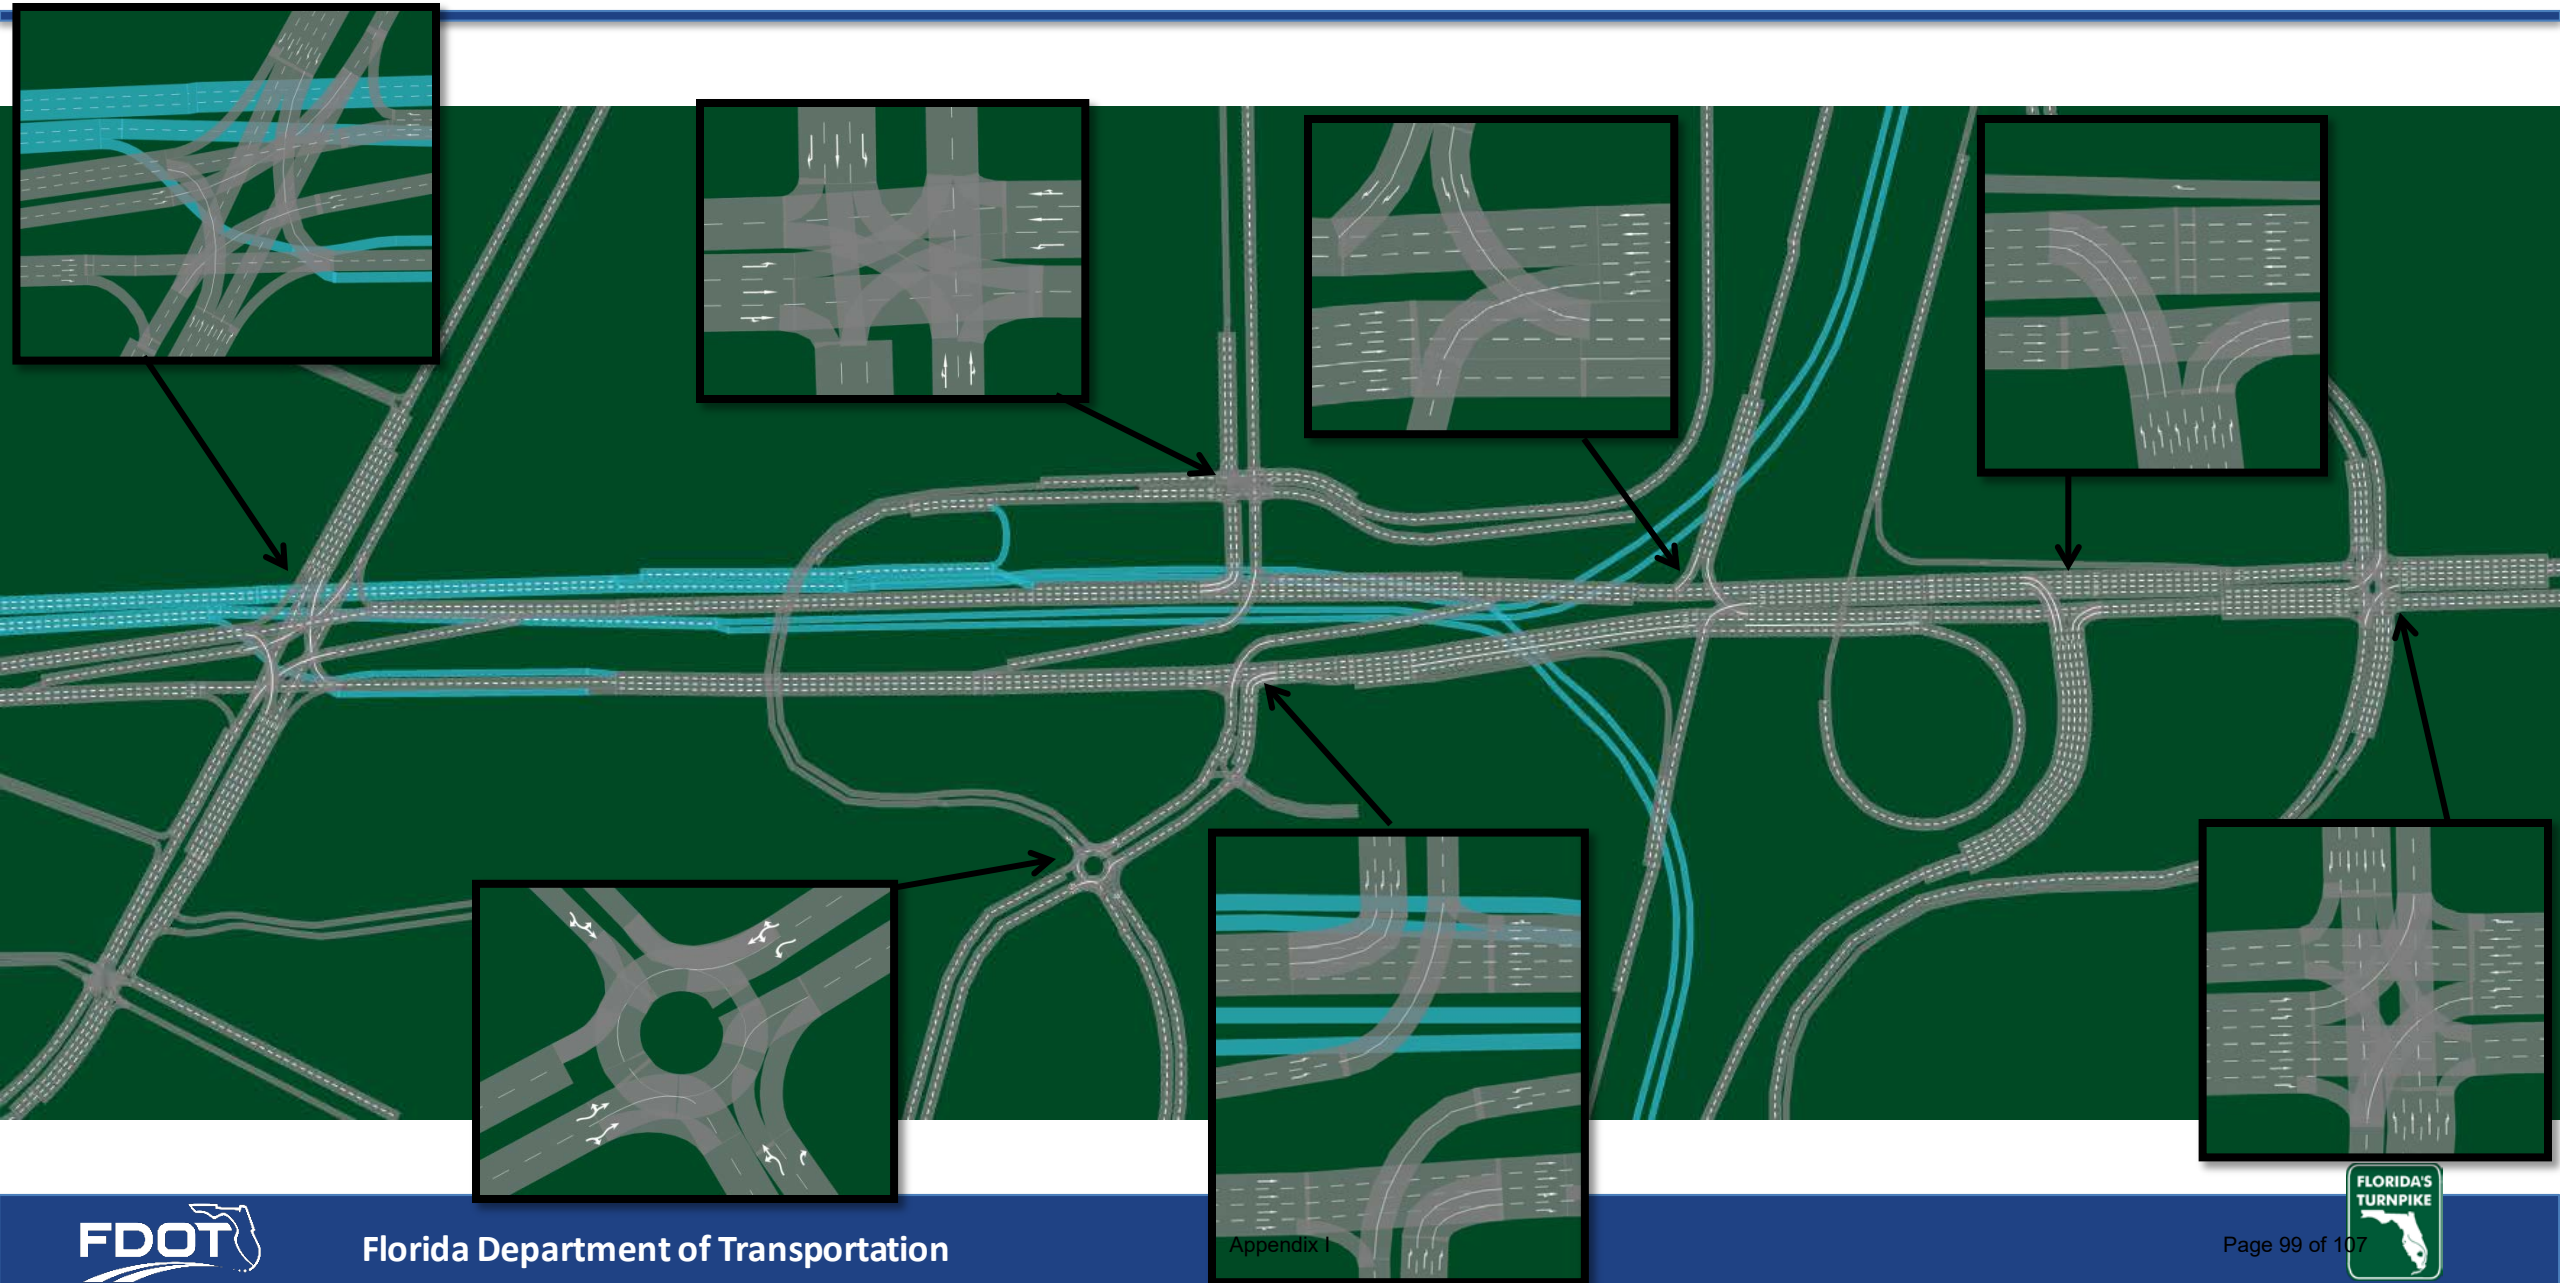 FLORIDA'S
TURNPIKE
FDOT
Florida Department of Transportation
Appendix I
Page 99 of 107